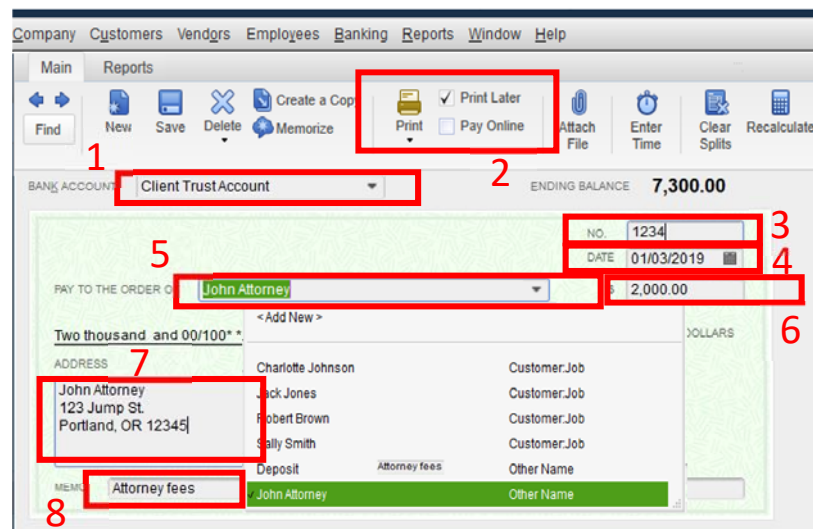 Company Customers Vendors Employees Banking Reports Window Help
Main Reports
Find New Save Delete Create a Copy Memorize Print Print Later Pay Online Attach File Enter Time Clear Splits Recalculate
1
2
BANK ACCOUNT Client Trust Account ENDING BALANCE 7,300.00
NO. 1234 3
DATE 01/03/2019 4
5
PAY TO THE ORDER O John Attorney 2,000.00
6
Two thousand and 00/100* * DOLLARS
< Add New >
7
ADDRESS
John Attorney
123 Jump St.
Portland, OR 12345
Charlotte Johnson Customer:Job
Jack Jones Customer:Job
Robert Brown Customer:Job
Sally Smith Customer:Job
Deposit Attorney fees Other Name
John Attorney Other Name
MEMO Attorney fees
8